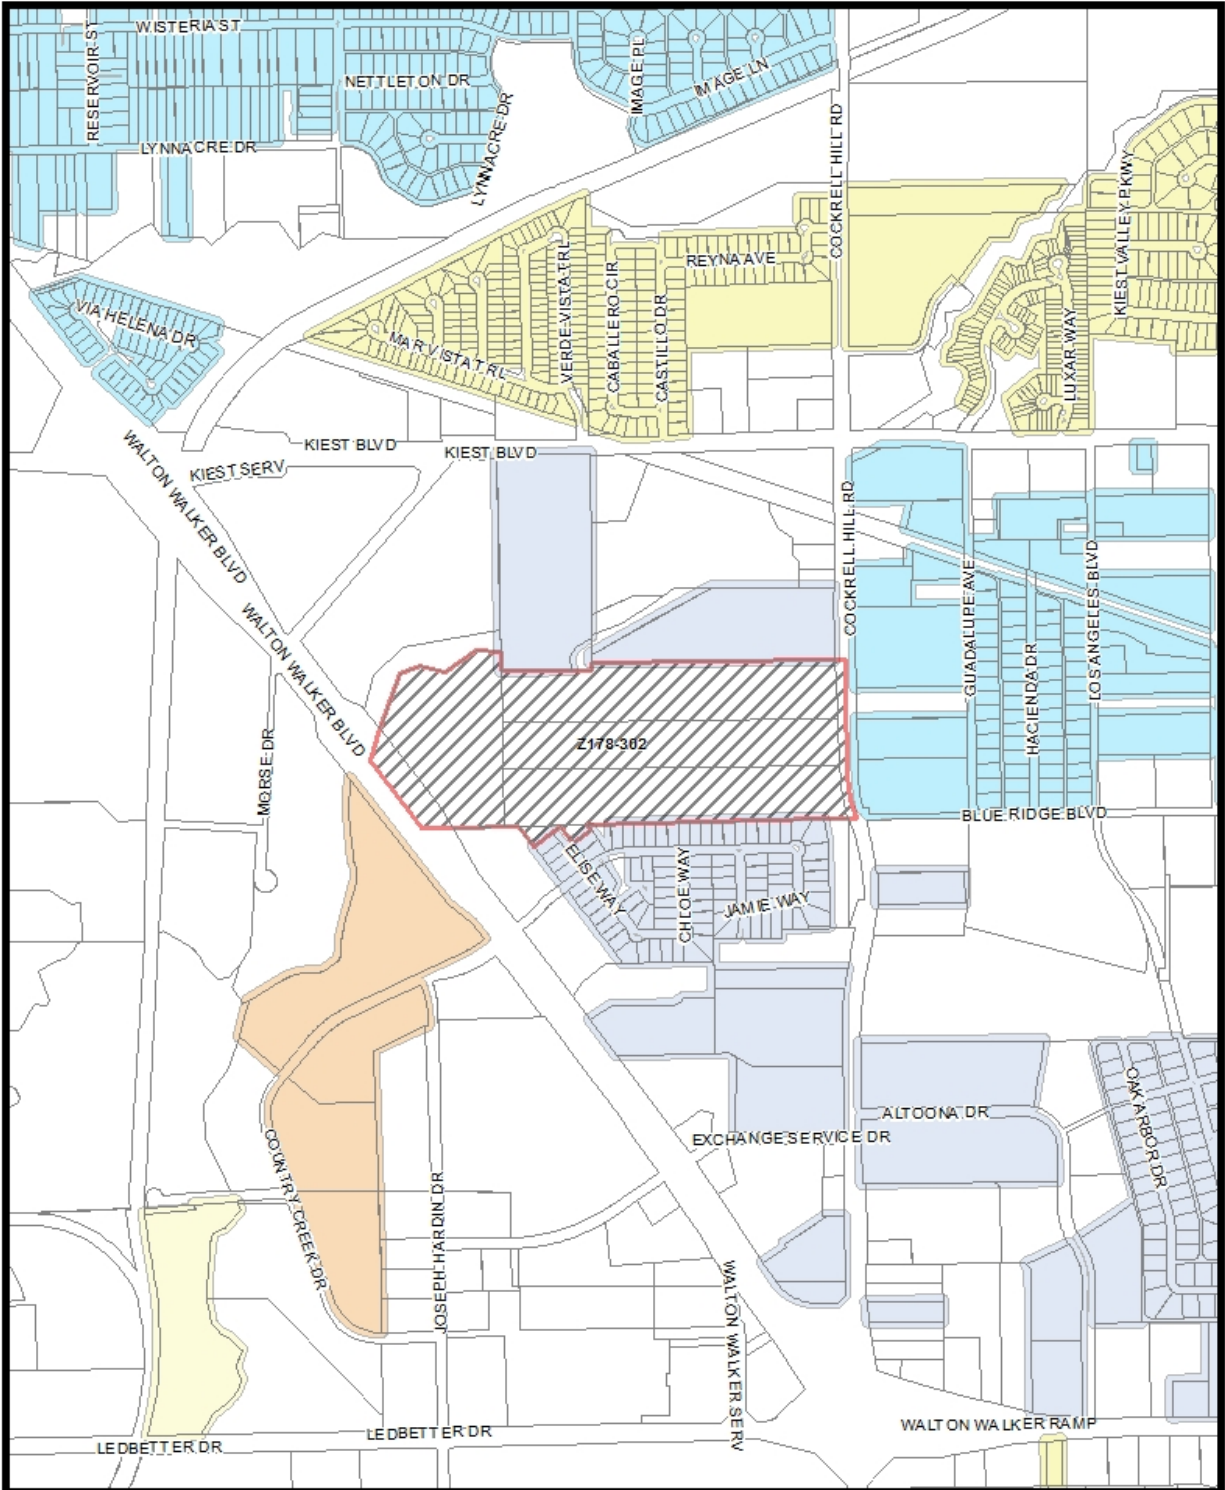 WISTERIA ST
RESERVOIR ST
NETTLETON DR
IMAGE PL
IMAGE LN
LYNNACRE DR
LYNNACRE DR
COCKRELL HILL RD
KIEST VALLEY PKWY
REYNA AVE
VERDE VISTA TRL
CABALLERO CIR
CASTILLO DR
VIA HELENA DR
MAR VISTA TRL
LUXAR WAY
KIEST BLVD
KIEST BLVD
KIEST SERV
WALTON WALKER BLVD
COCKRELL HILL RD
GUADALUPE AVE
LOS ANGELES BLVD
HACIENDA DR
WALTON WALKER BLVD
MORSE DR
Z178-302
BLUE RIDGE BLVD
ELISE WAY
CHLOE WAY
JAMIE WAY
OAK ARBOR DR
ALTOONA DR
EXCHANGE SERVICE DR
COUNTRY CREEK DR
JOSEPH HARDIN DR
WALTON WALKER SERV
WALTON WALKER RAMP
LEDBETTER DR
LEDBETTER DR